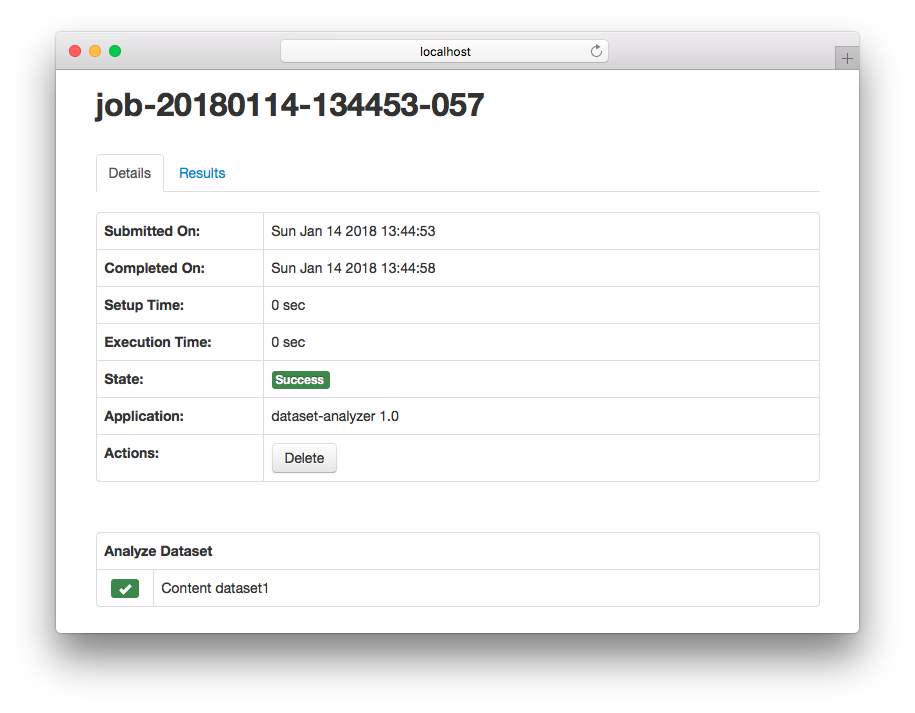 localhost
job-20180114-134453-057
Details Results
Submitted On: Sun Jan 14 2018 13:44:53
Completed On: Sun Jan 14 2018 13:44:58
Setup Time: 0 sec
Execution Time: 0 sec
State: Success
Application: dataset-analyzer 1.0
Actions: Delete
Analyze Dataset
Content dataset1